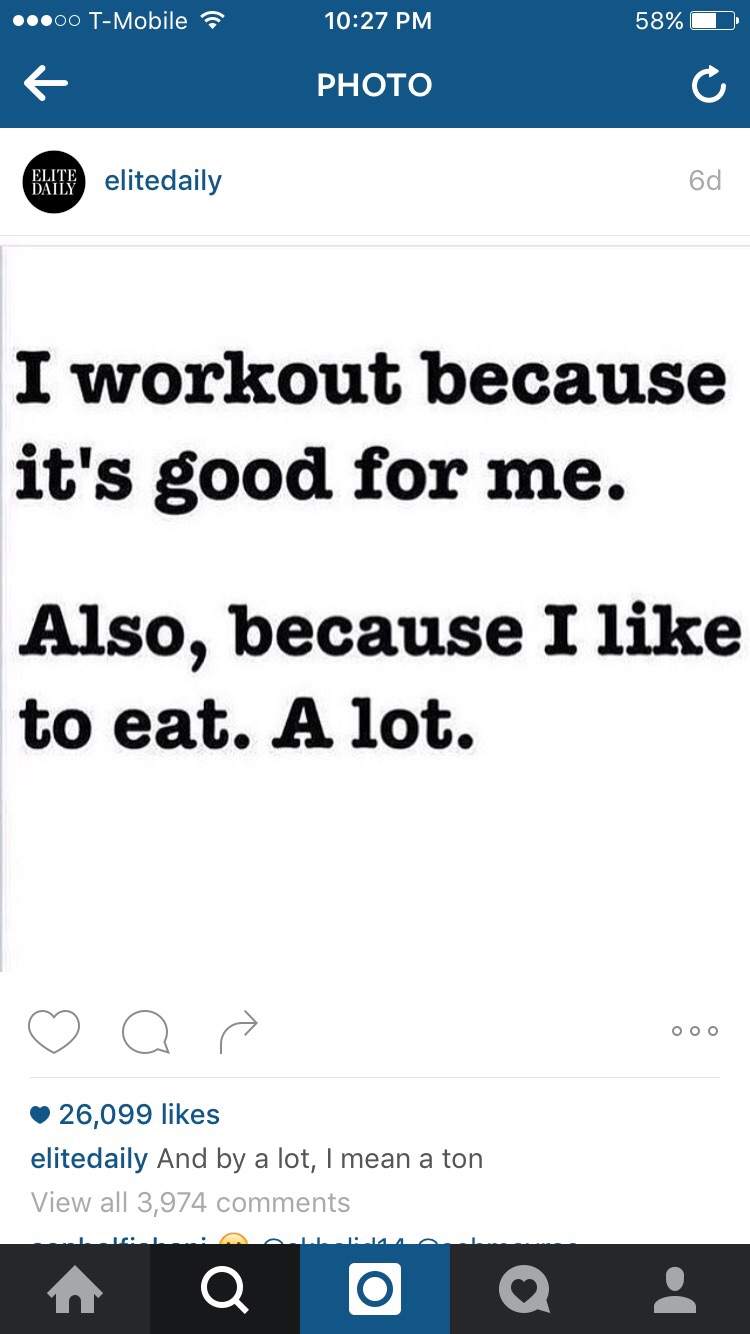 T-Mobile 10:27 PM 58%
PHOTO
ELITE
DAILY
elitedaily 6d
I workout because
it's good for me.
Also, because I like
to eat. A lot.
26,099 likes
elitedaily And by a lot, I mean a ton
View all 3,974 comments